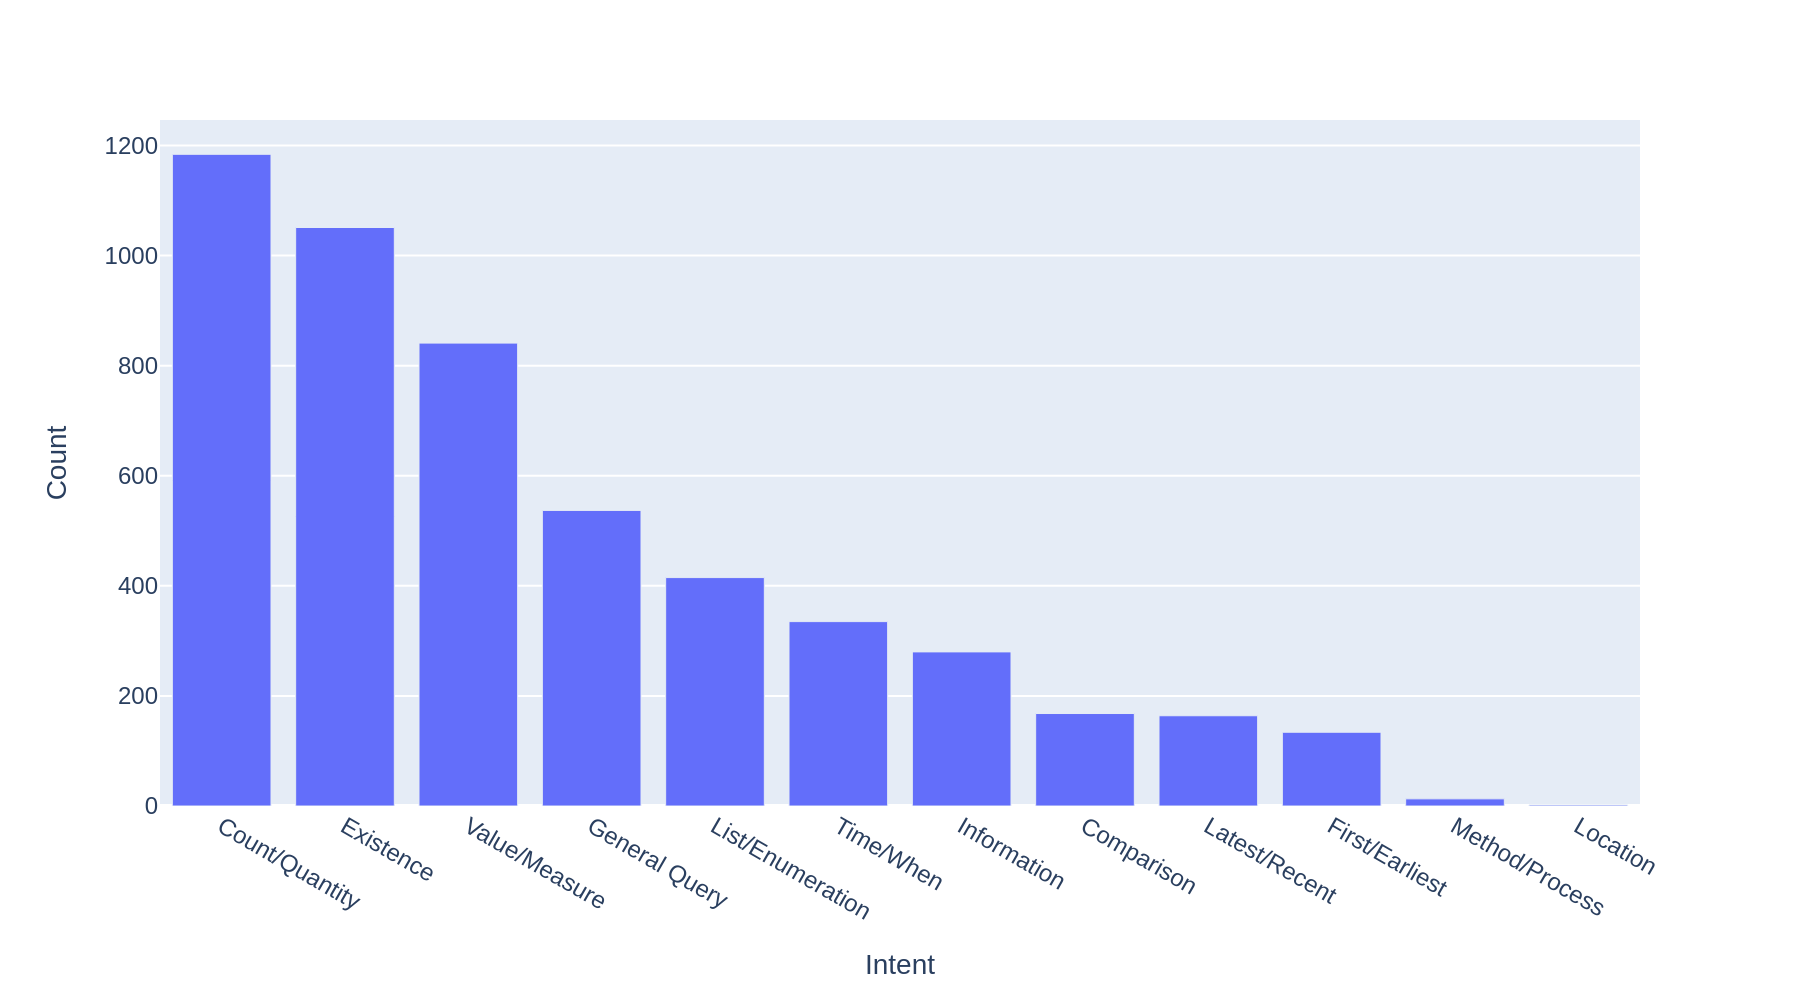 1200
1000
800
600
400
200
0
Count
Count/Quantity
Existence
Value/Measure
General Query
List/Enumeration
Time/When
Information
Comparison
Latest/Recent
First/Earliest
Method/Process
Location
Intent